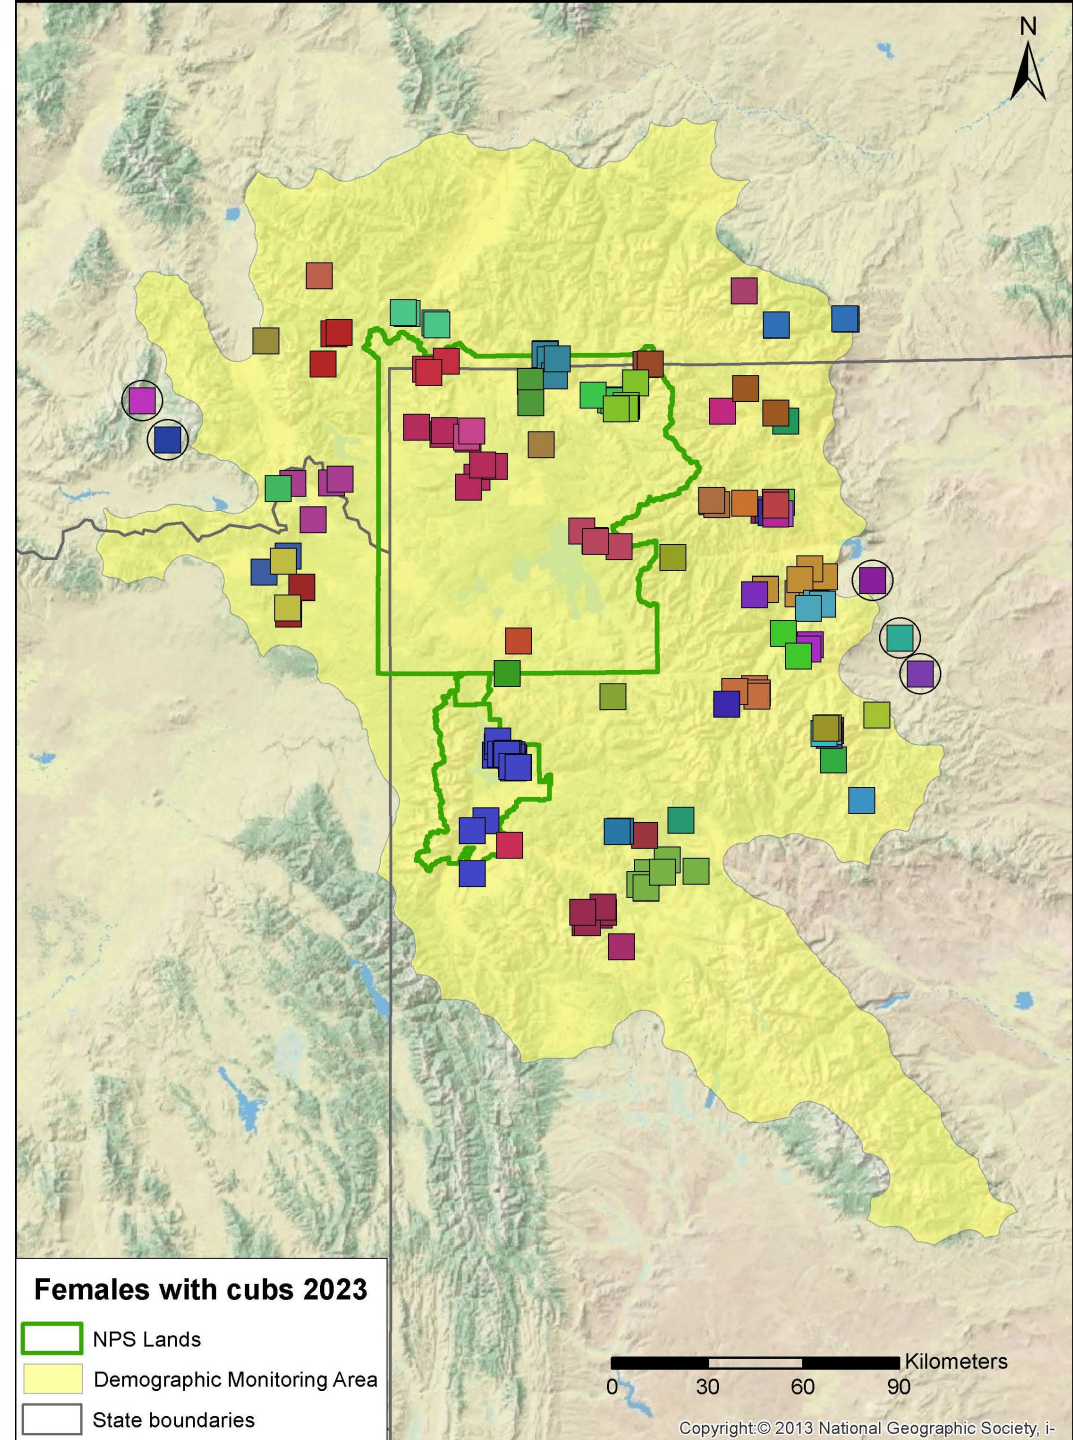 N
Females with cubs 2023
NPS Lands
Demographic Monitoring Area
State boundaries
Kilometers
0 30 60 90
Copyright:© 2013 National Geographic Society, i-